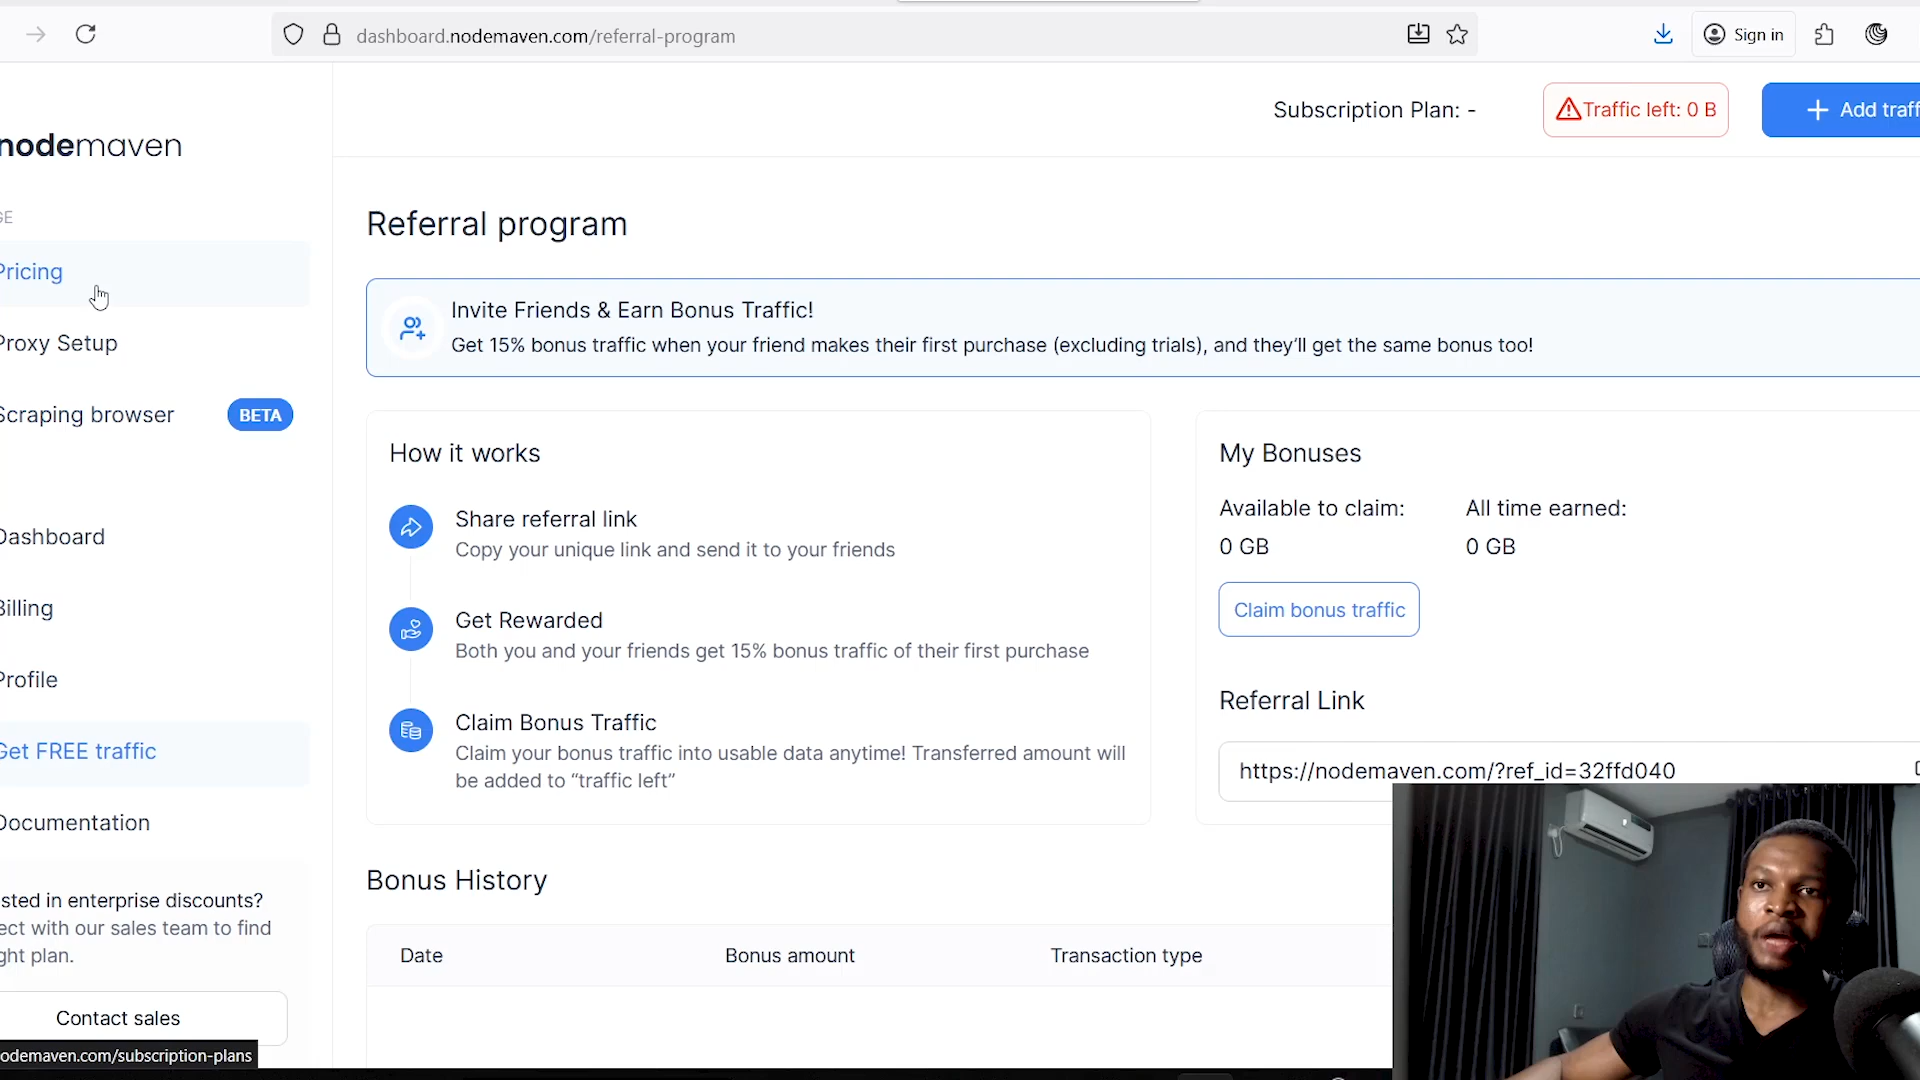 dashboard.nodemaven.com/referral-program
Sign in
nodemaven
Subscription Plan: -
Traffic left: 0 B
Add traff
GE
Pricing
Proxy Setup
Scraping browser
BETA
Dashboard
Billing
Profile
Get FREE traffic
Documentation
sted in enterprise discounts?
ect with our sales team to find
ght plan.
Contact sales
odemaven.com/subscription-plans
Referral program
Invite Friends & Earn Bonus Traffic!
Get 15% bonus traffic when your friend makes their first purchase (excluding trials), and they'll get the same bonus too!
How it works
Share referral link
Copy your unique link and send it to your friends
Get Rewarded
Both you and your friends get 15% bonus traffic of their first purchase
Claim Bonus Traffic
Claim your bonus traffic into usable data anytime! Transferred amount will
be added to “traffic left”
My Bonuses
Available to claim:
0 GB
All time earned:
0 GB
Claim bonus traffic
Referral Link
https://nodemaven.com/?ref_id=32ffd040
Bonus History
Date
Bonus amount
Transaction type